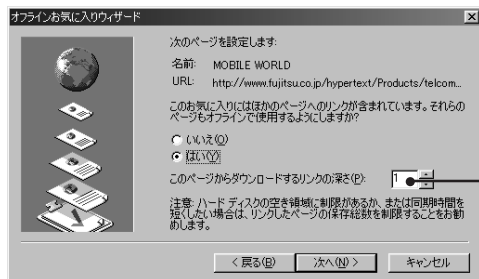 オフラインお気に入りウィザード
次のページを設定します:
名前: MOBILE WORLD
URL: http://www.fujitsu.co.jp/hypertext/Products/telcom...
このお気に入りにはほかのページへのリンクが含まれています。それらの
ページもオフラインで使用するようにしますか?
いいえ(O)
はい(Y)
このページからダウンロードするリンクの深さ(P): 1
注意: ハード ディスクの空き領域に制限があるか、または同期時間を
短くしたい場合は、リンクしたページの保存総数を制限することをお勧
めします。
< 戻る(B) 次へ(N) > キャンセル